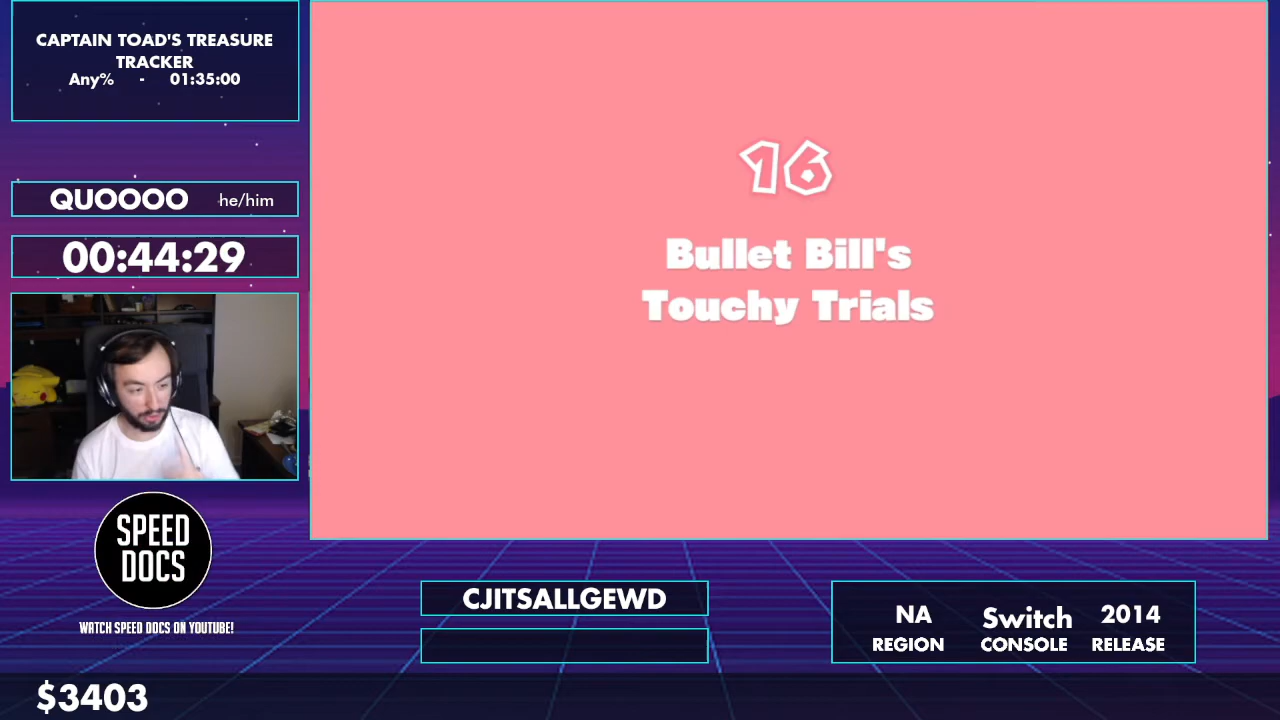 CAPTAIN TOAD'S TREASURE
TRACKER
Any% - 01:35:00
QUOOOO he/him
00:44:29
16
Bullet Bill's
Touchy Trials
SPEED
DOCS
WATCH SPEED DOCS ON YOUTUBE!
CJITSALLGEWD
NA Switch 2014
REGION CONSOLE RELEASE
$3403